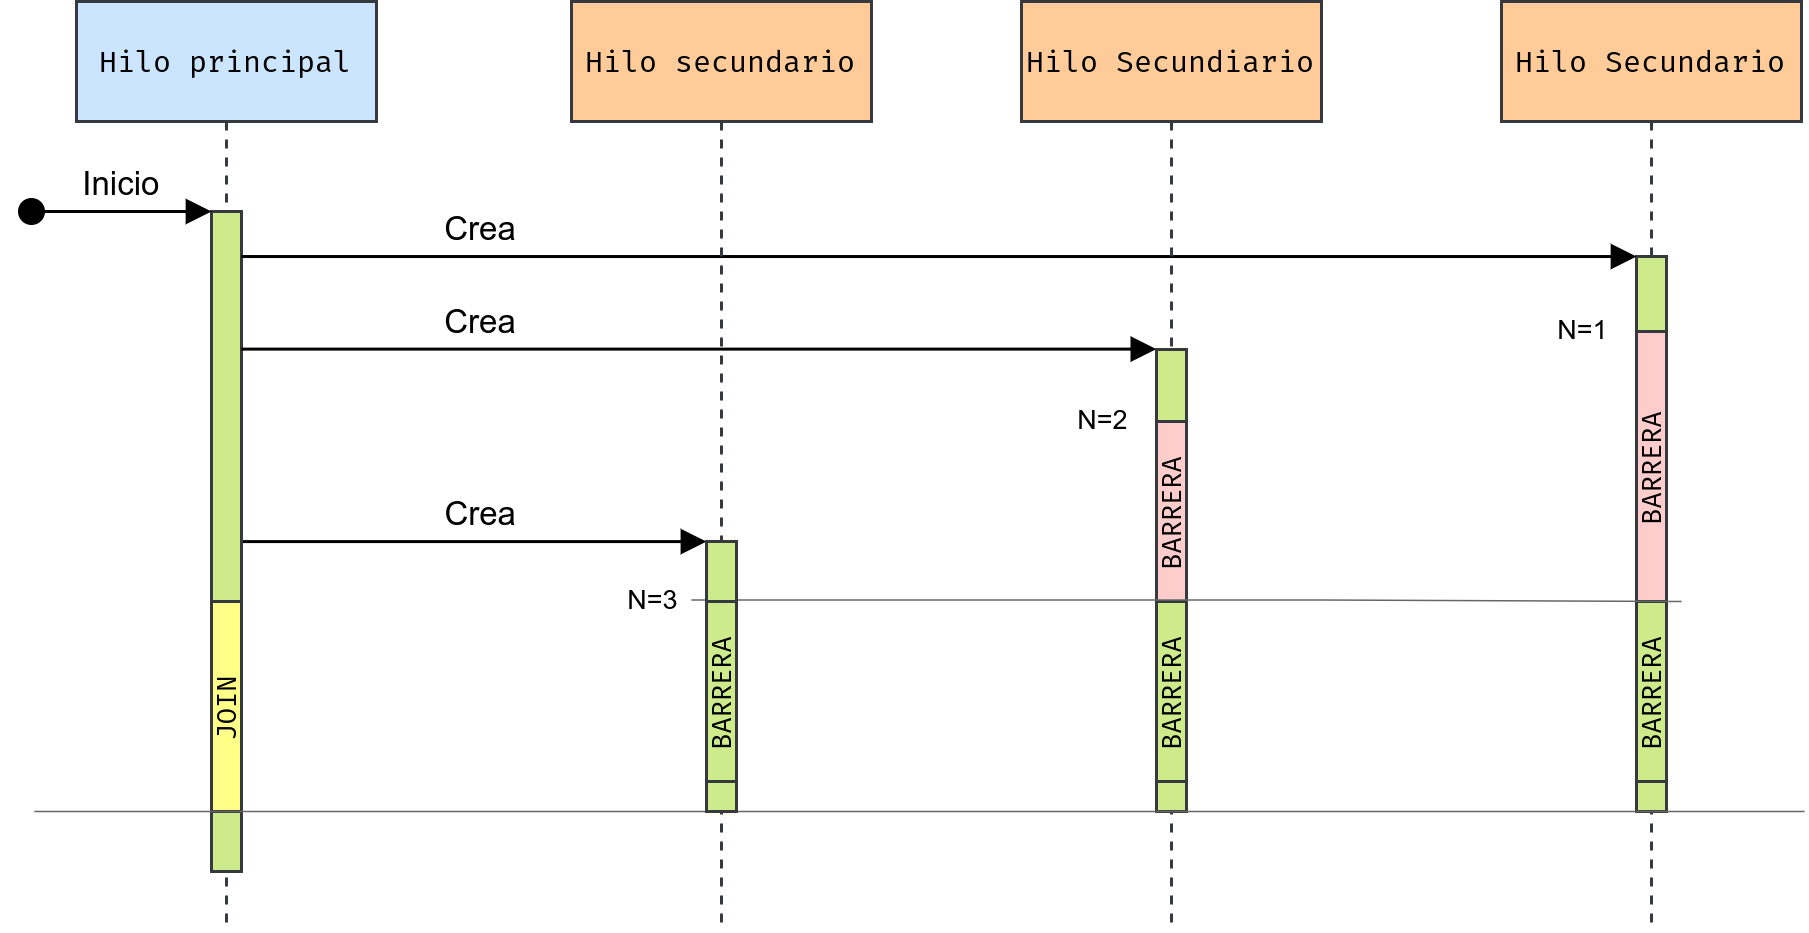 Hilo principal
Hilo secundario
Hilo Secundiario
Hilo Secundario
Inicio
Crea
Crea
N=1
N=2
BARRERA
BARRERA
Crea
N=3
JOIN
BARRERA
BARRERA
BARRERA